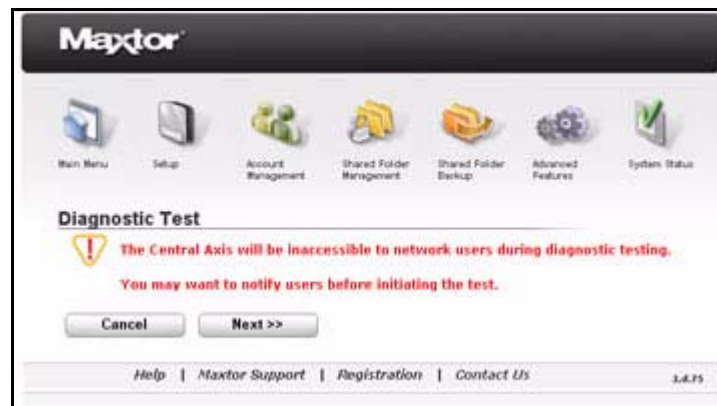 Maxtor
Main Menu
Setup
Account Management
Shared Folder Management
Shared Folder Backup
Advanced Features
System Status
Diagnostic Test
The Central Axis will be inaccessible to network users during diagnostic testing.
You may want to notify users before initiating the test.
Cancel Next >>
Help | Maxtor Support | Registration | Contact Us